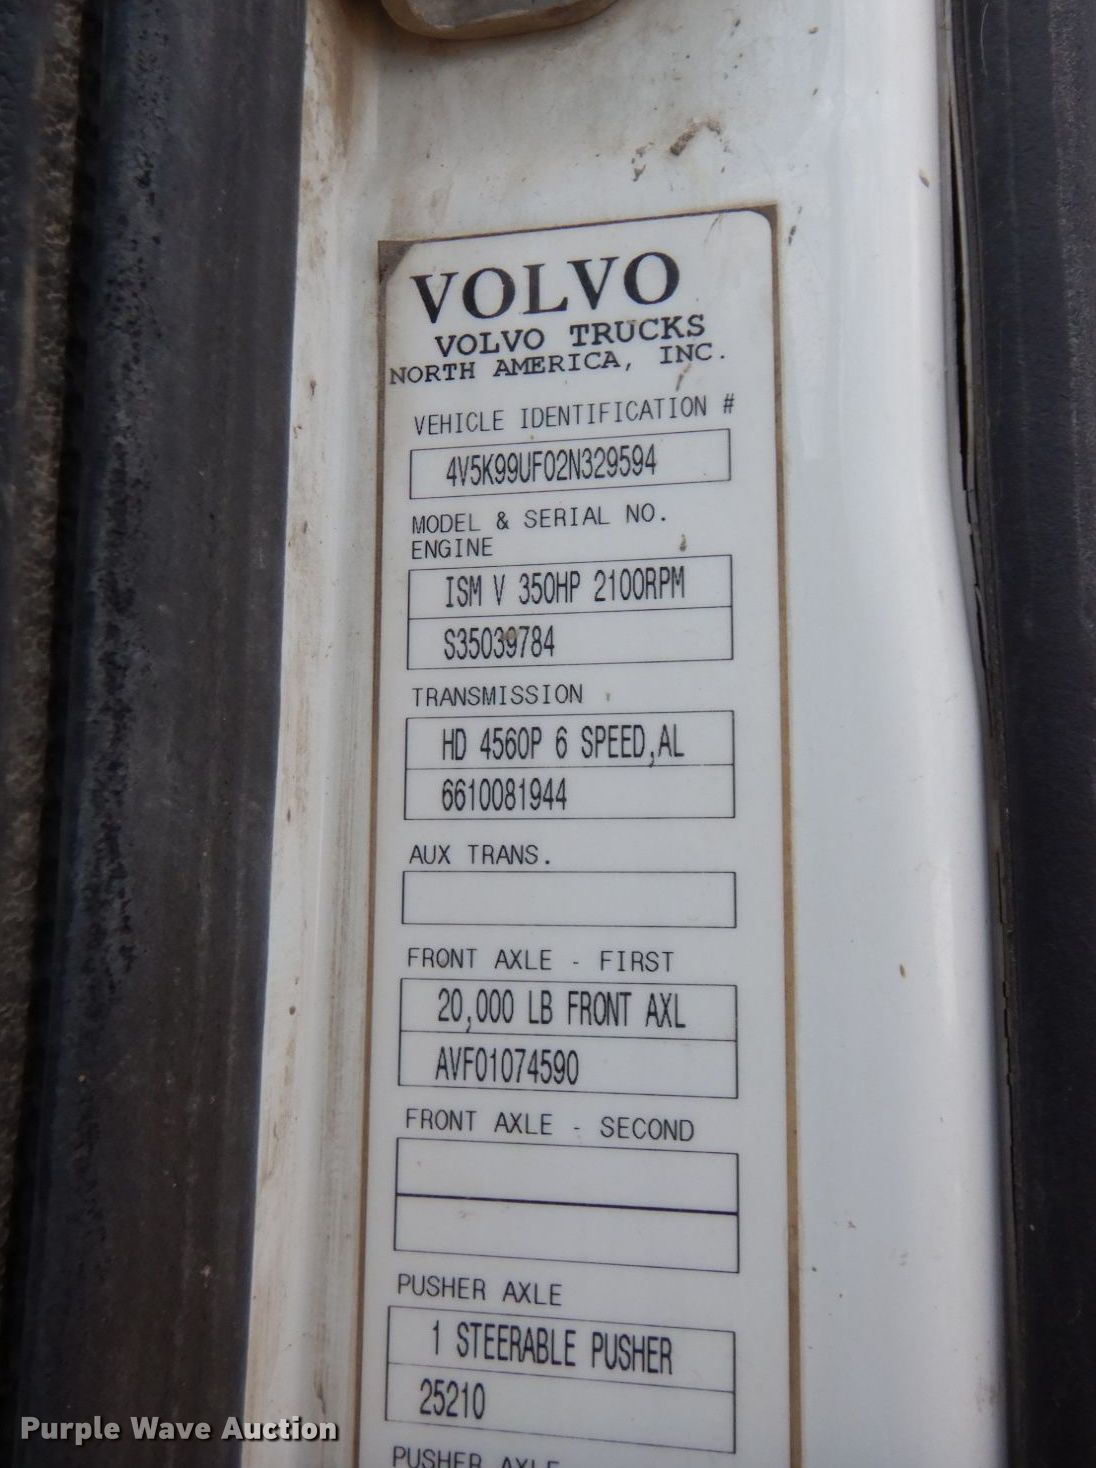 VOLVO
VOLVO TRUCKS
NORTH AMERICA, INC.
VEHICLE IDENTIFICATION #
4V5K99UF02N329594
MODEL & SERIAL NO.
ENGINE
ISM V 350HP 2100RPM
S35039784
TRANSMISSION
HD 4560P 6 SPEED,AL
6610081944
AUX TRANS.
FRONT AXLE - FIRST
20,000 LB FRONT AXL
AVF01074590
FRONT AXLE - SECOND
PUSHER AXLE
1 STEERABLE PUSHER
25210
PUSHER AXLE
Purple Wave Auction